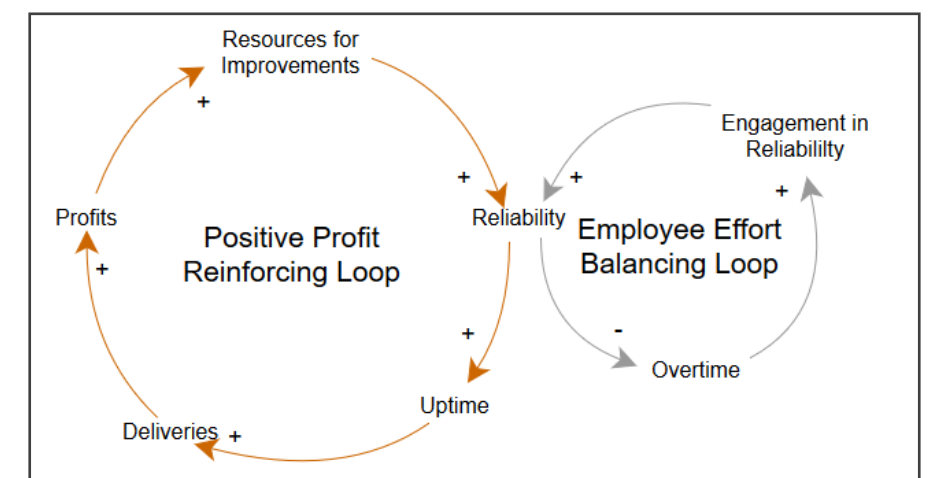 Resources for
Improvements
+
+
Engagement in
Reliabililty
+
+
Profits
Reliability
Positive Profit
Reinforcing Loop
Employee Effort
Balancing Loop
+
+
-
Overtime
Uptime
Deliveries
+